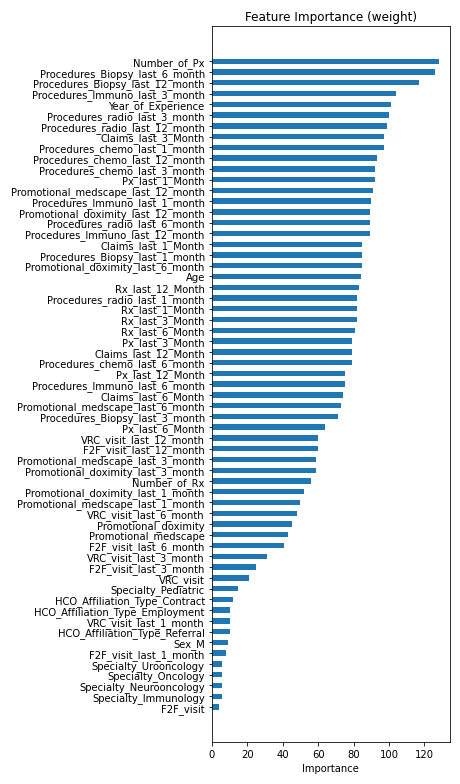 Feature Importance (weight)
Number_of_Px
Procedures_Biopsy_last_6_month
Procedures_Biopsy_last_12_month
Procedures_Immuno_last_3_month
Year_of_Experience
Procedures_radio_last_3_month
Procedures_radio_last_12_month
Claims_last_3_Month
Procedures_chemo_last_1_month
Procedures_chemo_last_12_month
Procedures_chemo_last_3_month
Px_last_1_Month
Promotional_medscape_last_12_month
Procedures_Immuno_last_1_month
Promotional_doximity_last_12_month
Procedures_radio_last_6_month
Procedures_Immuno_last_12_month
Claims_last_1_Month
Procedures_Biopsy_last_1_month
Promotional_doximity_last_6_month
Age
Rx_last_12_Month
Procedures_radio_last_1_month
Rx_last_1_Month
Rx_last_3_Month
Rx_last_6_Month
Px_last_3_Month
Claims_last_12_Month
Procedures_chemo_last_6_month
Px_last_12_Month
Procedures_Immuno_last_6_month
Claims_last_6_Month
Promotional_medscape_last_6_month
Procedures_Biopsy_last_3_month
Px_last_6_Month
VRC_visit_last_12_month
F2F_visit_last_12_month
Promotional_medscape_last_3_month
Promotional_doximity_last_3_month
Number_of_Rx
Promotional_doximity_last_1_month
Promotional_medscape_last_1_month
VRC_visit_last_6_month
Promotional_doximity
Promotional_medscape
F2F_visit_last_6_month
VRC_visit_last_3_month
F2F_visit_last_3_month
VRC_visit
Specialty_Pediatric
HCO_Affiliation_Type_Contract
HCO_Affiliation_Type_Employment
VRC_visit_last_1_month
HCO_Affiliation_Type_Referral
Sex_M
F2F_visit_last_1_month
Specialty_Urooncology
Specialty_Oncology
Specialty_Neurooncology
Specialty_Immunology
F2F_visit
0 20 40 60 80 100 120
Importance